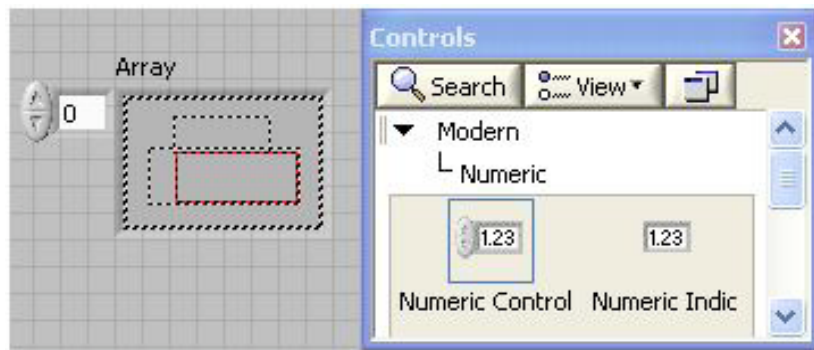 Array
0
Controls
Search View
Modern
Numeric
1.23 1.23
Numeric Control Numeric Indic